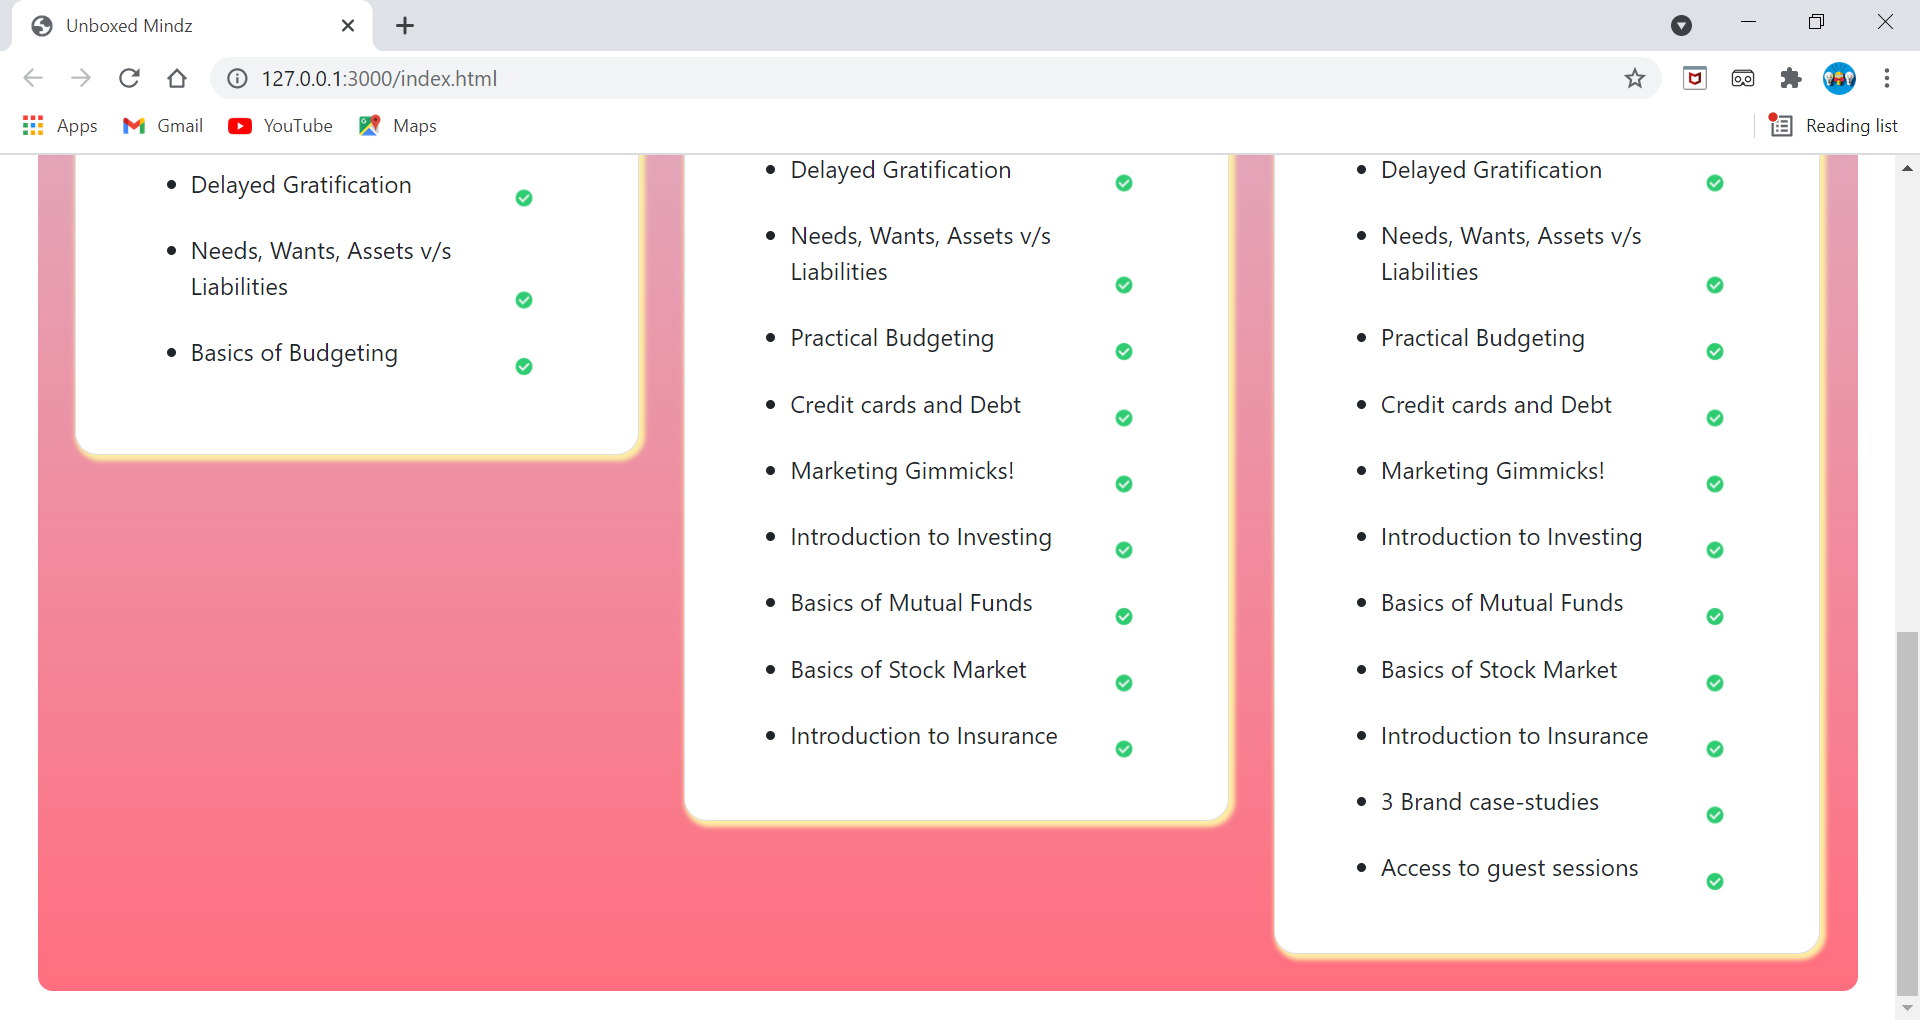 Unboxed Mindz
127.0.0.1:3000/index.html
Apps Gmail YouTube Maps Reading list
Delayed Gratification
Needs, Wants, Assets v/s
Liabilities
Basics of Budgeting
Delayed Gratification
Needs, Wants, Assets v/s
Liabilities
Practical Budgeting
Credit cards and Debt
Marketing Gimmicks!
Introduction to Investing
Basics of Mutual Funds
Basics of Stock Market
Introduction to Insurance
Delayed Gratification
Needs, Wants, Assets v/s
Liabilities
Practical Budgeting
Credit cards and Debt
Marketing Gimmicks!
Introduction to Investing
Basics of Mutual Funds
Basics of Stock Market
Introduction to Insurance
3 Brand case-studies
Access to guest sessions